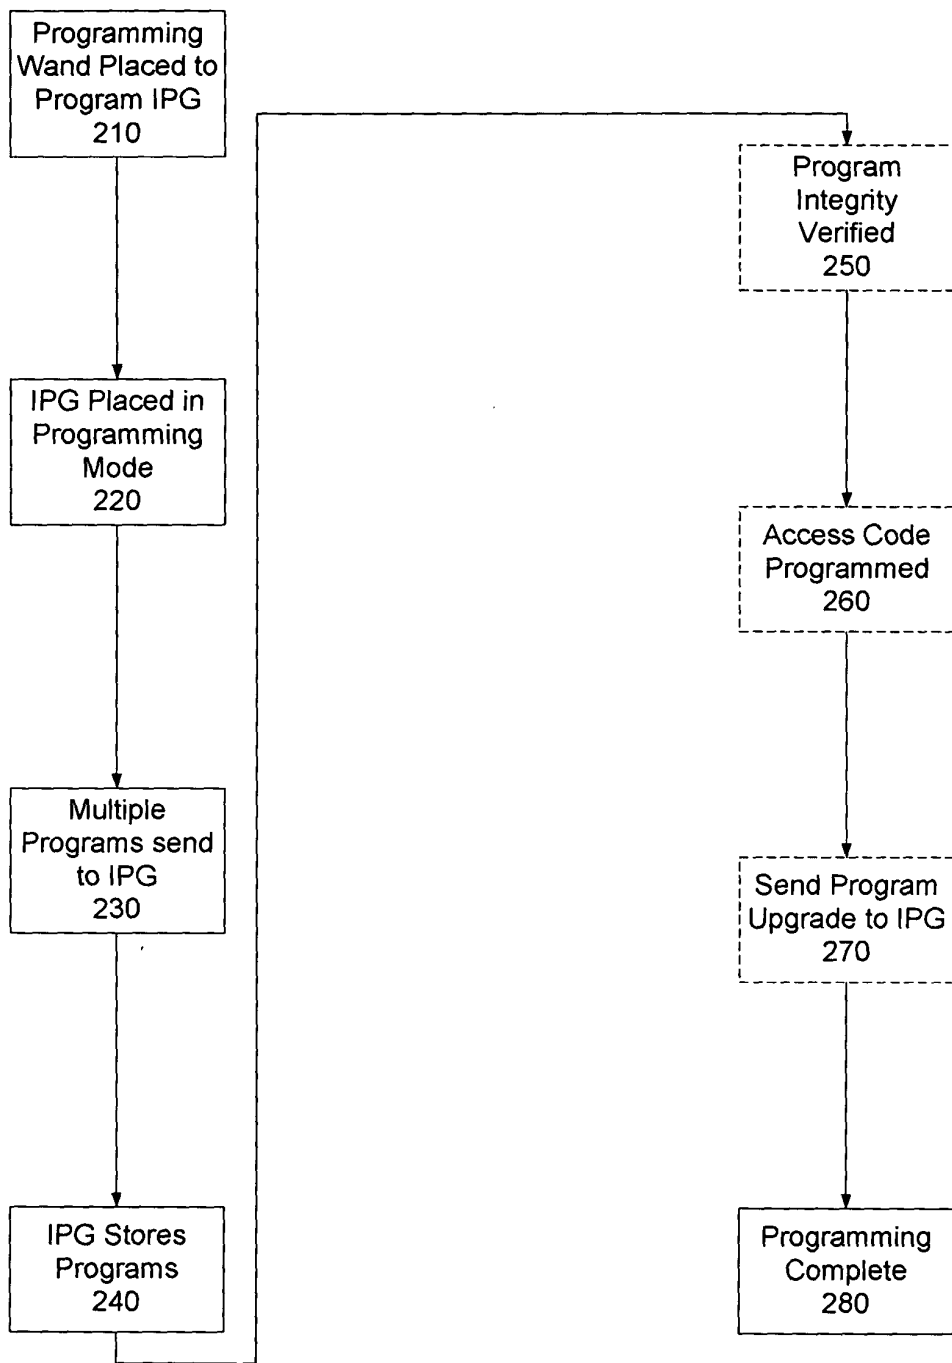 Programming
Wand Placed to
Program IPG
210
IPG Placed in
Programming
Mode
220
Multiple
Programs send
to IPG
230
IPG Stores
Programs
240
Program
Integrity
Verified
250
Access Code
Programmed
260
Send Program
Upgrade to IPG
270
Programming
Complete
280